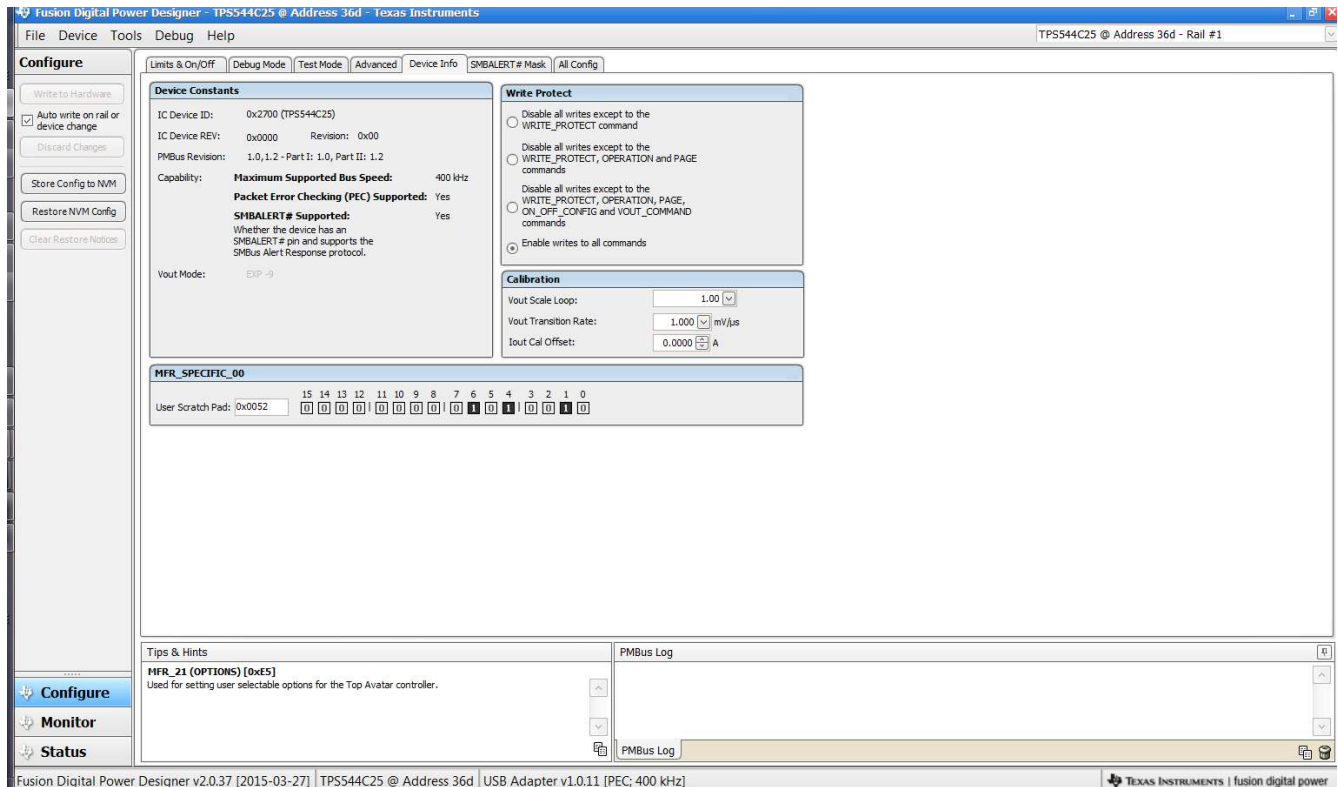 Fusion Digital Power Designer - TPS544C25 @ Address 36d - Texas Instruments
File Device Tools Debug Help
TPS544C25 @ Address 36d - Rail #1
Configure
Write to Hardware
Auto write on rail or
device change
Discard Changes
Store Config to NVM
Restore NVM Config
Clear Restore Notices
Limits & On/Off Debug Mode Test Mode Advanced Device Info SMBALERT# Mask All Config
Device Constants
IC Device ID: 0x2700 (TPS544C25)
IC Device REV: 0x0000 Revision: 0x00
PMBus Revision: 1.0,1.2 - Part I: 1.0, Part II: 1.2
Capability: Maximum Supported Bus Speed: 400 kHz
Packet Error Checking (PEC) Supported: Yes
SMBALERT# Supported: Yes
Whether the device has an
SMBALERT# pin and supports the
SMBus Alert Response protocol.
Vout Mode: EXP -9
Write Protect
Disable all writes except to the
WRITE_PROTECT command
Disable all writes except to the
WRITE_PROTECT, OPERATION and PAGE
commands
Disable all writes except to the
WRITE_PROTECT, OPERATION, PAGE,
ON_OFF_CONFIG and VOUT_COMMAND
commands
Enable writes to all commands
Calibration
Vout Scale Loop: 1.00
Vout Transition Rate: 1.000 mV/µs
Iout Cal Offset: 0.0000 A
MFR_SPECIFIC_00
15 14 13 12 11 10 9 8 7 6 5 4 3 2 1 0
User Scratch Pad: 0x0052 0 0 0 0 0 0 0 0 0 1 0 1 0 0 1 0
Tips & Hints
MFR_21 (OPTIONS) [0xE5]
Used for setting user selectable options for the Top Avatar controller.
PMBus Log
PMBus Log
Configure
Monitor
Status
Fusion Digital Power Designer v2.0.37 [2015-03-27] TPS544C25 @ Address 36d USB Adapter v1.0.11 [PEC; 400 kHz]
TEXAS INSTRUMENTS | fusion digital power